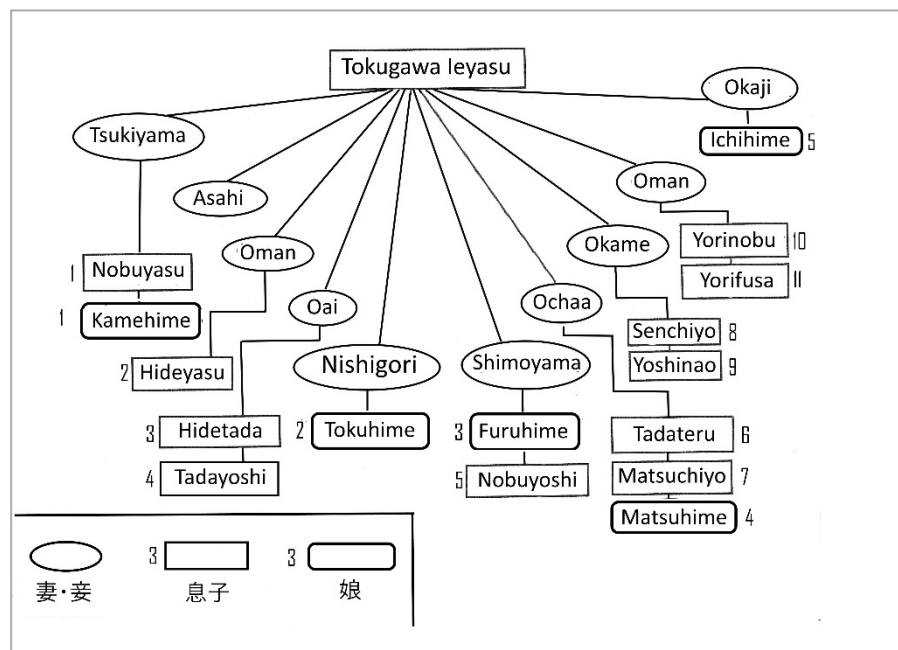 Tokugawa Ieyasu
Okaji
Ichihime 5
Tsukiyama
Asahi
Oman
Oman
Okame
Yorinobu 10
Yorifusa 11
1 Nobuyasu
1 Kamehime
Oai
Ochaa
Senchiyo 8
Yoshinao 9
2 Hideyasu
Nishigori
Shimoyama
3 Hidetada
4 Tadayoshi
2 Tokuhime
3 Furuhime
5 Nobuyoshi
Tadateru 6
Matsuchiyo 7
Matsuhime 4
3
3
妻・妾
息子
娘